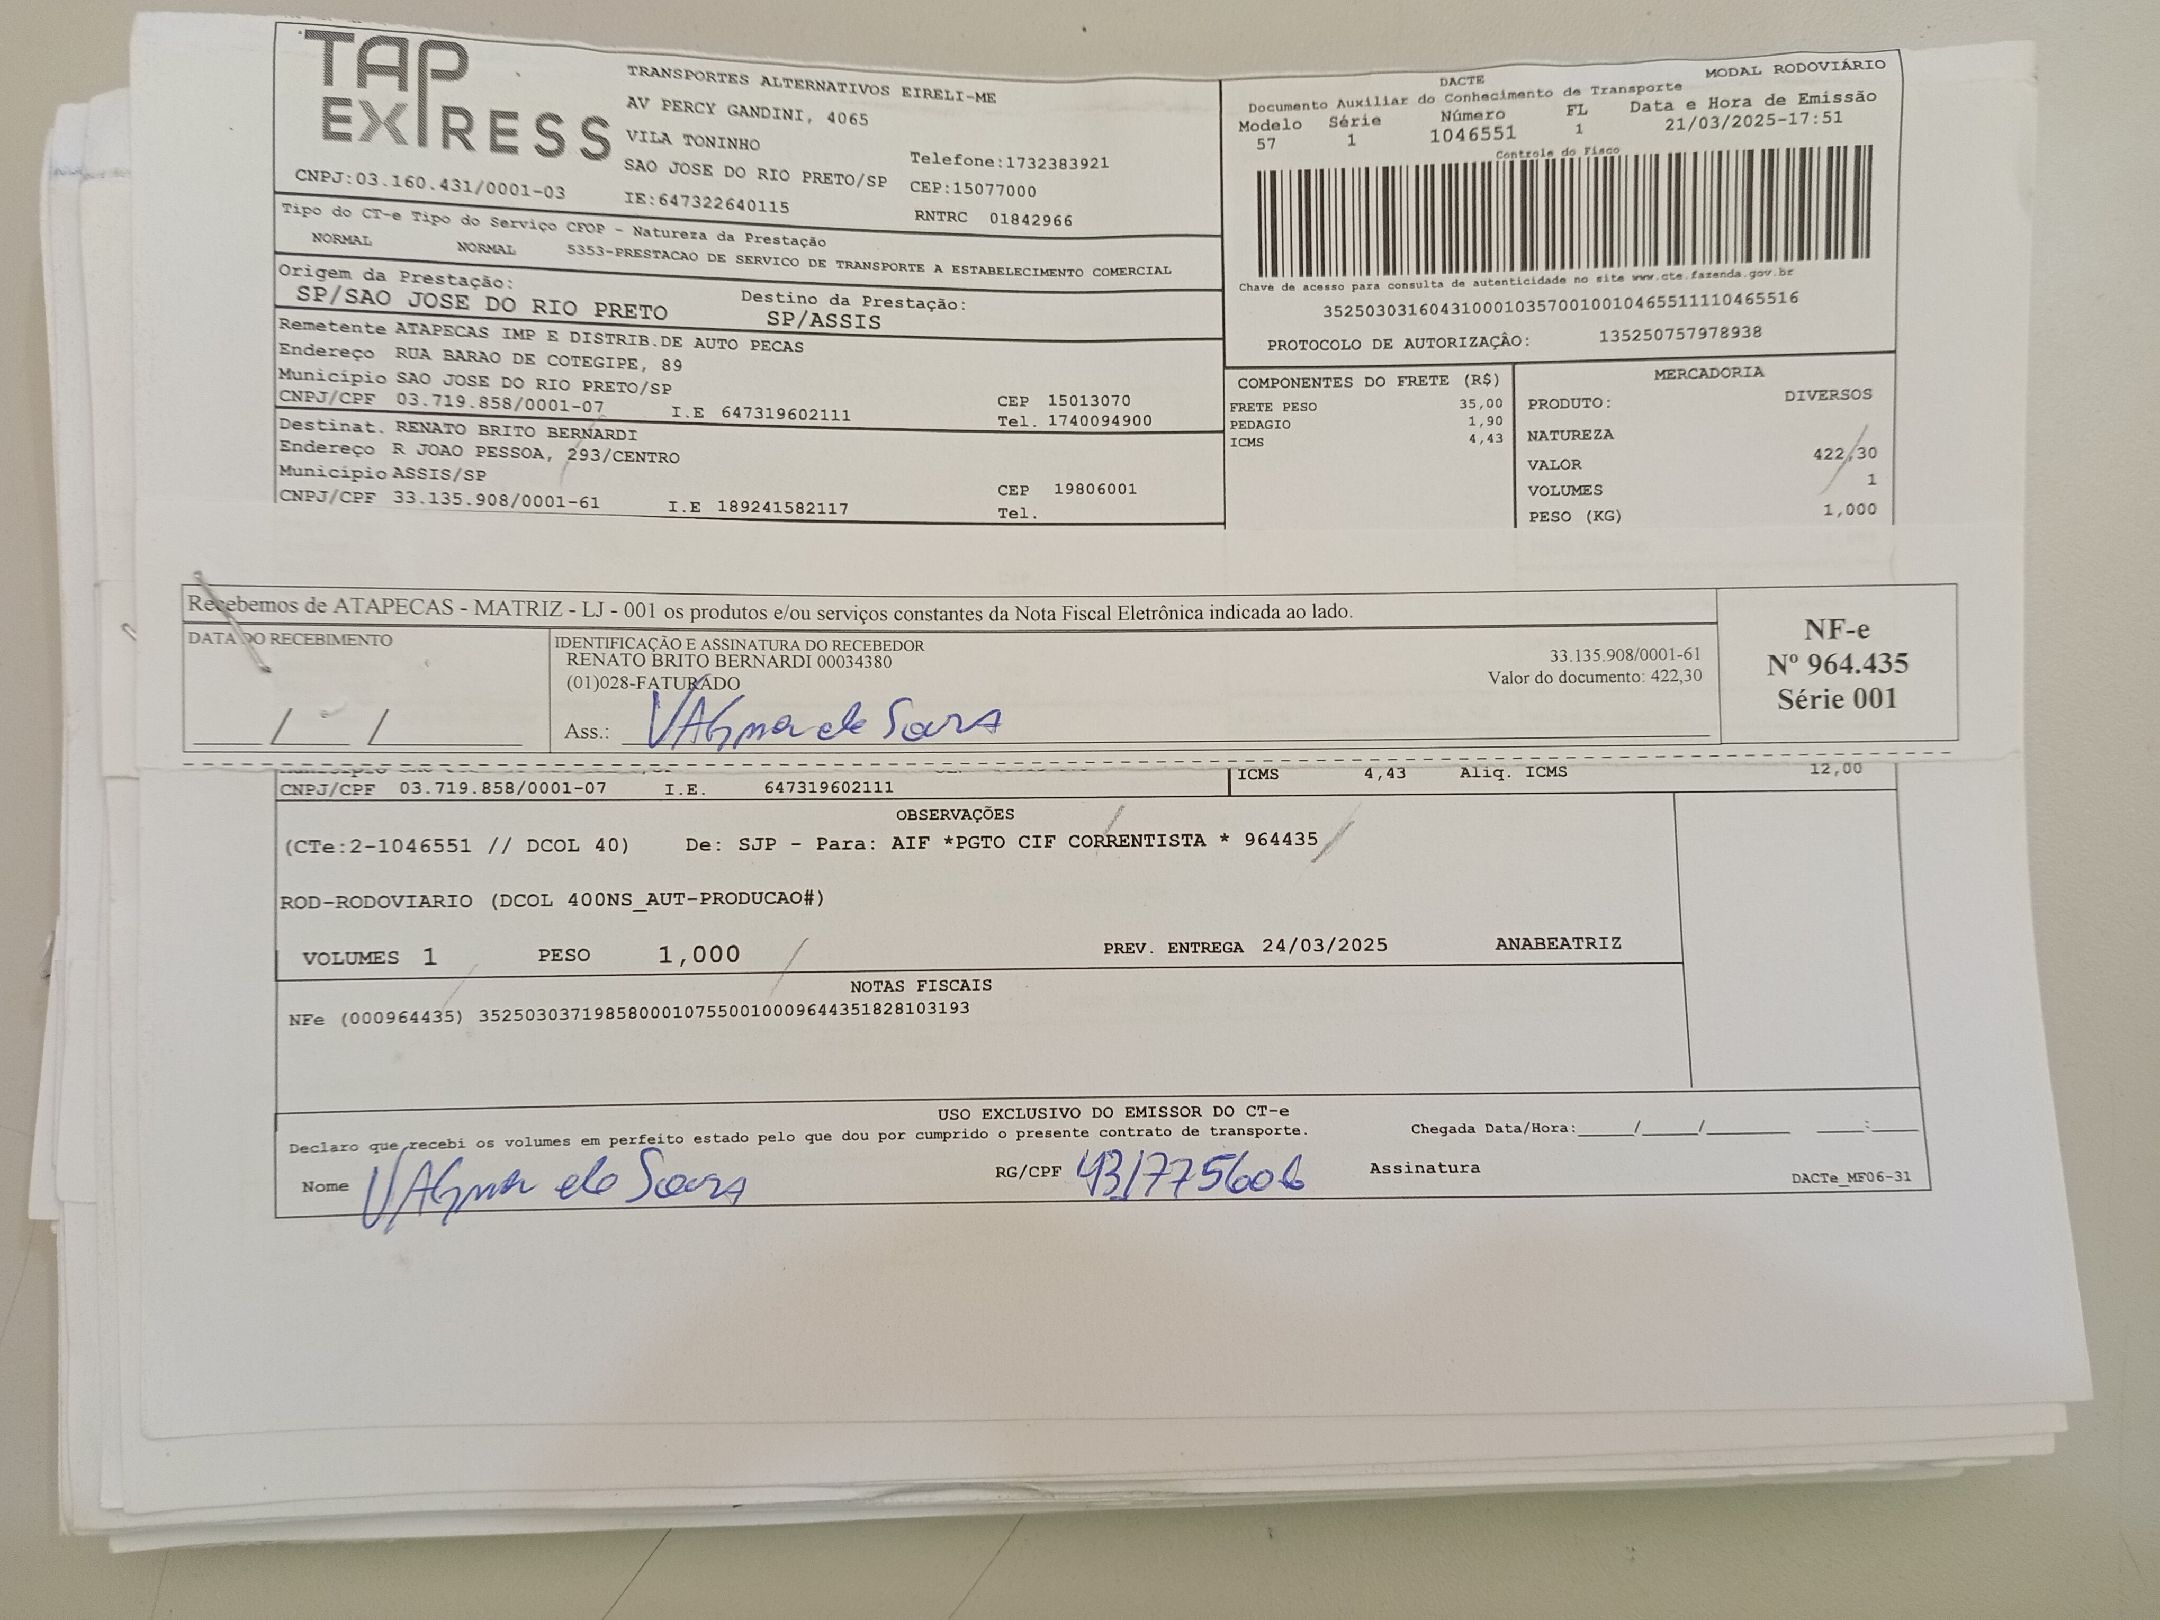 TAP EXPRESS
TRANSPORTES ALTERNATIVOS EIRELI-ME
AV PERCY GANDINI, 4065
VILA TONINHO
SAO JOSE DO RIO PRETO/SP
Telefone:1732383921
CEP:15077000
CNPJ:03.160.431/0001-03
IE:647322640115
RNTRC 01842966
DACTE
MODAL RODOVIÁRIO
Documento Auxiliar do Conhecimento de Transporte
Modelo Série Número FL Data e Hora de Emissão
57 1 1046551 1 21/03/2025-17:51
Controle do Fisco
Chave de acesso para consulta de autenticidade no site www.cte.fazenda.gov.br
35250303160431000103570010010465511110465516
PROTOCOLO DE AUTORIZAÇÂO: 135250757978938
Tipo do CT-e Tipo do Serviço CFOP - Natureza da Prestação
NORMAL NORMAL 5353-PRESTACAO DE SERVICO DE TRANSPORTE A ESTABELECIMENTO COMERCIAL
Origem da Prestação: Destino da Prestação:
SP/SAO JOSE DO RIO PRETO SP/ASSIS
Remetente ATAPECAS IMP E DISTRIB.DE AUTO PECAS
Endereço RUA BARAO DE COTEGIPE, 89
Município SAO JOSE DO RIO PRETO/SP CEP 15013070
CNPJ/CPF 03.719.858/0001-07 I.E 647319602111 Tel. 1740094900
Destinat. RENATO BRITO BERNARDI
Endereço R JOAO PESSOA, 293/CENTRO
Município ASSIS/SP CEP 19806001
CNPJ/CPF 33.135.908/0001-61 I.E 189241582117 Tel.
COMPONENTES DO FRETE (R$)
FRETE PESO 35,00
PEDAGIO 1,90
ICMS 4,43
MERCADORIA
PRODUTO: DIVERSOS
NATUREZA
VALOR 422,30
VOLUMES 1
PESO (KG) 1,000
Recebemos de ATAPECAS - MATRIZ - LJ - 001 os produtos e/ou serviços constantes da Nota Fiscal Eletrônica indicada ao lado.
DATA DO RECEBIMENTO
___/___/______
IDENTIFICAÇÃO E ASSINATURA DO RECEBEDOR
RENATO BRITO BERNARDI 00034380 33.135.908/0001-61
(01)028-FATURADO Valor do documento: 422,30
Ass.: VAGner de Souza
NF-e
Nº 964.435
Série 001
CNPJ/CPF 03.719.858/0001-07 I.E. 647319602111
ICMS 4,43 Aliq. ICMS 12,00
OBSERVAÇÕES
(CTe:2-1046551 // DCOL 40) De: SJP - Para: AIF *PGTO CIF CORRENTISTA * 964435
ROD-RODOVIARIO (DCOL 400NS_AUT-PRODUCAO#)
VOLUMES 1 PESO 1,000 PREV. ENTREGA 24/03/2025 ANABEATRIZ
NOTAS FISCAIS
NFe (000964435) 35250303719858000107550010009644351828103193
USO EXCLUSIVO DO EMISSOR DO CT-e
Declaro que recebi os volumes em perfeito estado pelo que dou por cumprido o presente contrato de transporte.
Chegada Data/Hora:____/____/______ ___:____
Nome VAGner de Souza RG/CPF 431775606 Assinatura
DACTe_MF06-31